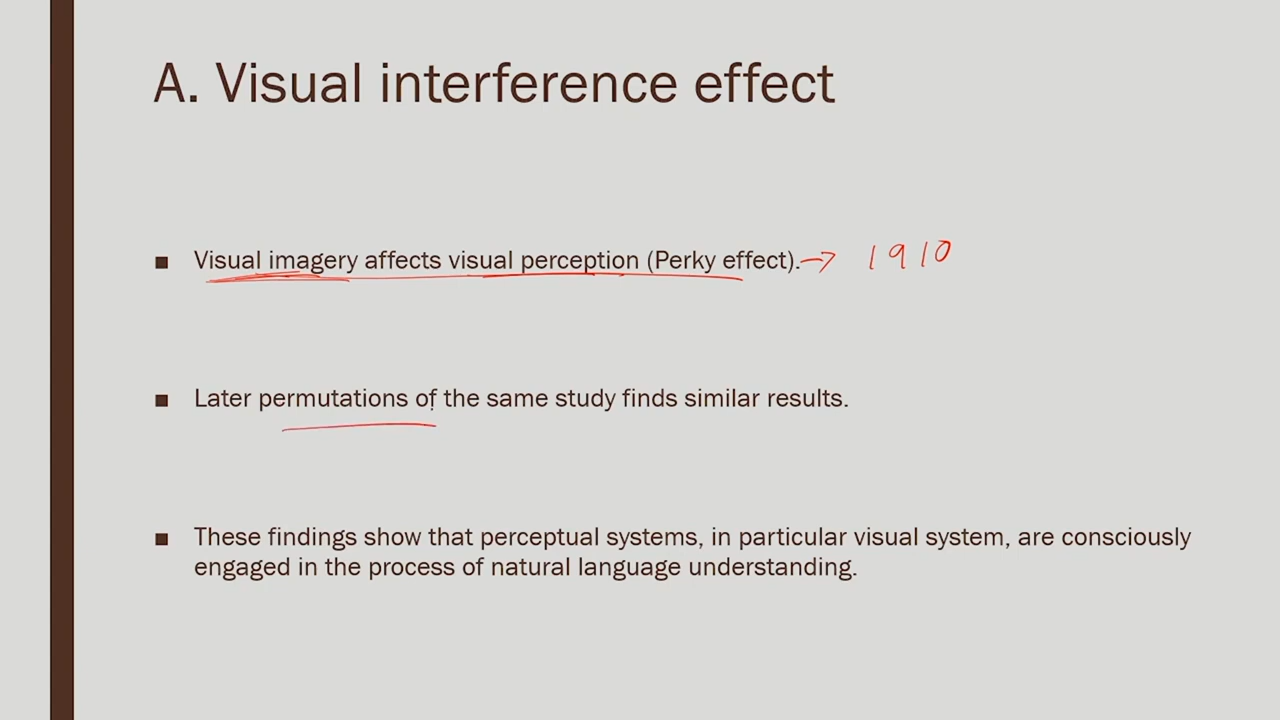 A. Visual interference effect
■ Visual imagery affects visual perception (Perky effect). → 1910
■ Later permutations of the same study finds similar results.
■ These findings show that perceptual systems, in particular visual system, are consciously
engaged in the process of natural language understanding.